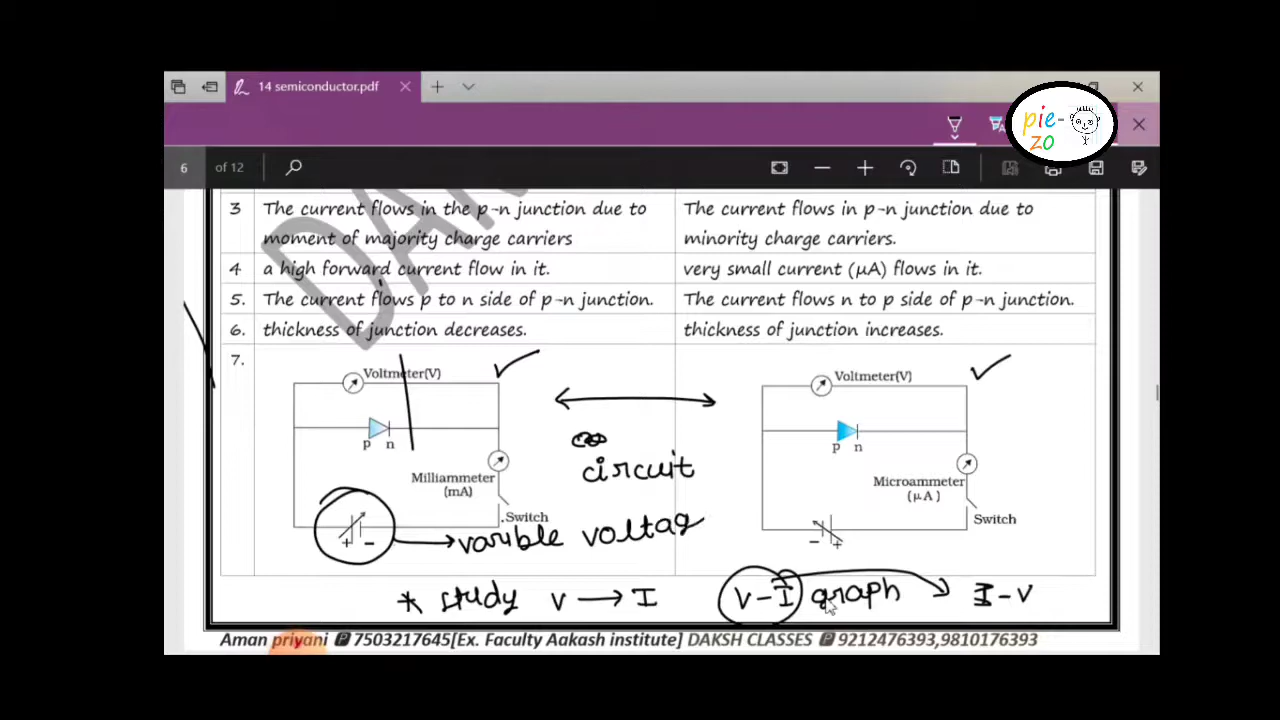 14 semiconductor.pdf
pie-
zo
6 of 12
3 The current flows in the p-n junction due to moment of majority charge carriers
The current flows in p-n junction due to minority charge carriers.
4 a high forward current flow in it.
very small current (μA) flows in it.
5. The current flows p to n side of p-n junction.
The current flows n to p side of p-n junction.
6. thickness of junction decreases.
thickness of junction increases.
7.
Voltmeter(V)
p n
Milliammeter
(mA)
Switch
+ -
circuit
varible voltag
Voltmeter(V)
p n
Microammeter
(μA)
Switch
- +
* study V → I
V-I graph
I-V
Aman priyani 7503217645[Ex. Faculty Aakash institute] DAKSH CLASSES 9212476393,9810176393